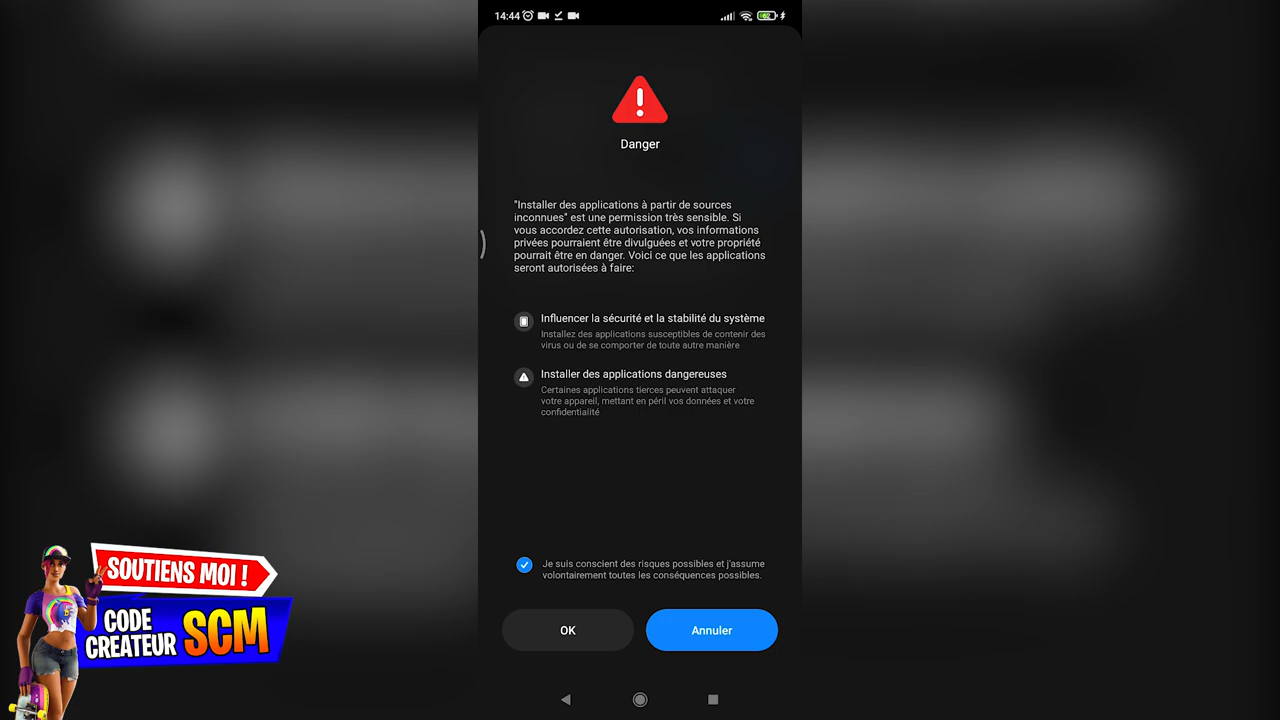 14:44
62
Danger
"Installer des applications à partir de sources
inconnues" est une permission très sensible. Si
vous accordez cette autorisation, vos informations
privées pourraient être divulguées et votre propriété
pourrait être en danger. Voici ce que les applications
seront autorisées à faire:
Influencer la sécurité et la stabilité du système
Installez des applications susceptibles de contenir des
virus ou de se comporter de toute autre manière
Installer des applications dangereuses
Certaines applications tierces peuvent attaquer
votre appareil, mettant en péril vos données et votre
confidentialité
Je suis conscient des risques possibles et j'assume
volontairement toutes les conséquences possibles.
OK
Annuler
SOUTIENS MOI !
CODE
CREATEUR SCM